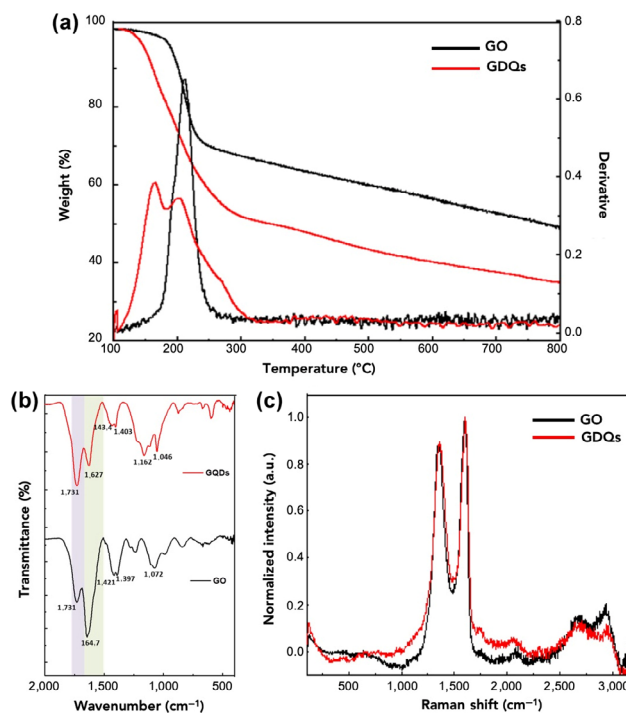 (a)
100
80
60
40
20
Weight (%)
0.8
0.6
0.4
0.2
0.0
Derivative
GO
GDQs
100 200 300 400 500 600 700 800
Temperature (°C)
(b)
Transmittance (%)
143.4
1.403
1,162
1,046
1,627
1,731
GQDs
1,421
1,397
1,072
1,731
164.7
GO
2,000 1,500 1,000 500
Wavenumber (cm⁻¹)
(c)
Normalized intensity (a.u.)
1.0
0.8
0.6
0.4
0.2
0.0
GO
GDQs
500 1,000 1,500 2,000 2,500 3,000
Raman shift (cm⁻¹)